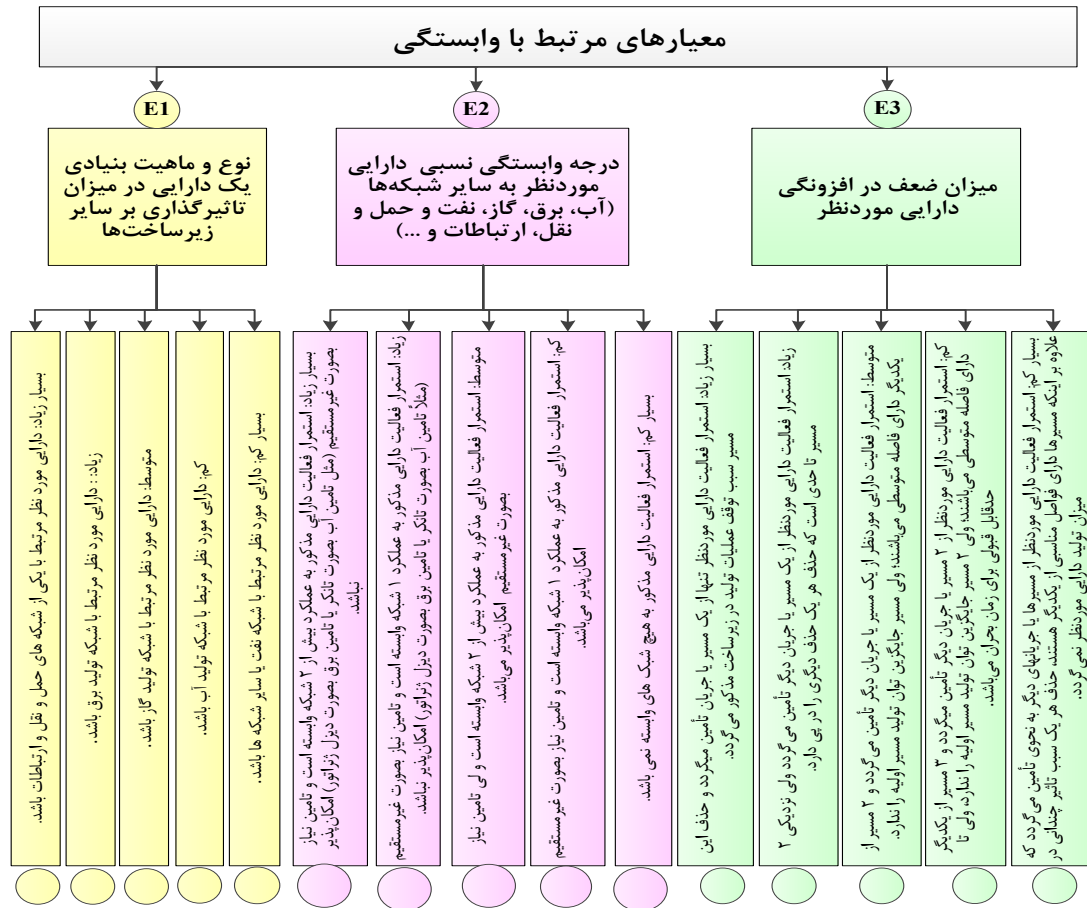 معیارهای مرتبط با وابستگی
E1
E2
E3
نوع و ماهیت بنیادی
یک دارایی در میزان
تاثیرگذاری بر سایر
زیرساخت‌ها
درجه وابستگی نسبی دارایی
موردنظر به سایر شبکه‌ها
(آب، برق، گاز، نفت و حمل و
نقل، ارتباطات و ...)
میزان ضعف در افزونگی
دارایی موردنظر
بسیار زیاد: دارایی مورد نظر مرتبط با یکی از شبکه های حمل و نقل و ارتباطات باشد.
زیاد: : دارایی مورد نظر مرتبط با شبکه تولید برق باشد.
متوسط: دارایی مورد نظر مرتبط با شبکه تولید گاز باشد.
کم: دارایی مورد نظر مرتبط با شبکه تولید آب باشد.
بسیار کم: دارایی مورد نظر مرتبط با شبکه نفت یا سایر شبکه ها باشد.
بسیار زیاد: استمرار فعالیت دارایی مذکور به عملکرد بیش از ۲ شبکه وابسته است و تامین نیاز
بصورت غیرمستقیم (مثل تامین آب بصورت تانکر یا تامین برق بصورت دیزل ژنراتور) امکان‌پذیر
نباشد.
زیاد: استمرار فعالیت دارایی مذکور به عملکرد ۱ شبکه وابسته است و تامین نیاز بصورت غیرمستقیم
(مثلاً تامین آب بصورت تانکر یا تامین برق بصورت دیزل ژنراتور) امکان‌پذیر نباشد.
متوسط: استمرار فعالیت دارایی مذکور به عملکرد بیش از ۲ شبکه وابسته است و لی تامین نیاز
بصورت غیرمستقیم امکان‌پذیر می‌باشد.
کم: استمرار فعالیت دارایی مذکور به عملکرد ۱ شبکه وابسته است و تامین نیاز بصورت غیرمستقیم
امکان‌پذیر می‌باشد.
بسیار کم: استمرار فعالیت دارایی مذکور به هیچ شبکه های وابسته نمی باشد.
بسیار زیاد: استمرار فعالیت دارایی موردنظر تنها از یک مسیر یا جریان تأمین میگردد و حذف این
مسیر سبب توقف عملیات تولید در زیرساخت مذکور می گردد.
زیاد: استمرار فعالیت دارایی موردنظر از یک مسیر یا جریان دیگر تأمین می گردد ولی نزدیکی ۲
مسیر تا حدی است که حذف هر یک حذف دیگری را در پی دارد.
متوسط: استمرار فعالیت دارایی موردنظر از یک مسیر یا جریان دیگر تأمین می گردد و ۲ مسیر از
یکدیگر دارای فاصله متوسطی می‌باشند؛ ولی مسیر جایگزین توان تولید مسیر اولیه را ندارد.
کم: استمرار فعالیت دارایی موردنظر از ۲ مسیر یا جریان دیگر تأمین میگردد و ۳ مسیر از یکدیگر
دارای فاصله متوسطی می‌باشند؛ ولی ۲ مسیر جایگزین توان تولید مسیر اولیه را ندارد، ولی تا
حدقابل قبولی برای زمان بحران می‌باشد.
بسیار کم: استمرار فعالیت دارایی موردنظر از مسیرها یا جریانهای دیگر به نحوی تأمین می‌گردد که
علاوه بر اینکه مسیرها دارای فواصل مناسبی از یکدیگر هستند، حذف هر یک سبب تاثیر چندانی در
میزان تولید دارایی موردنظر نمی گردد.